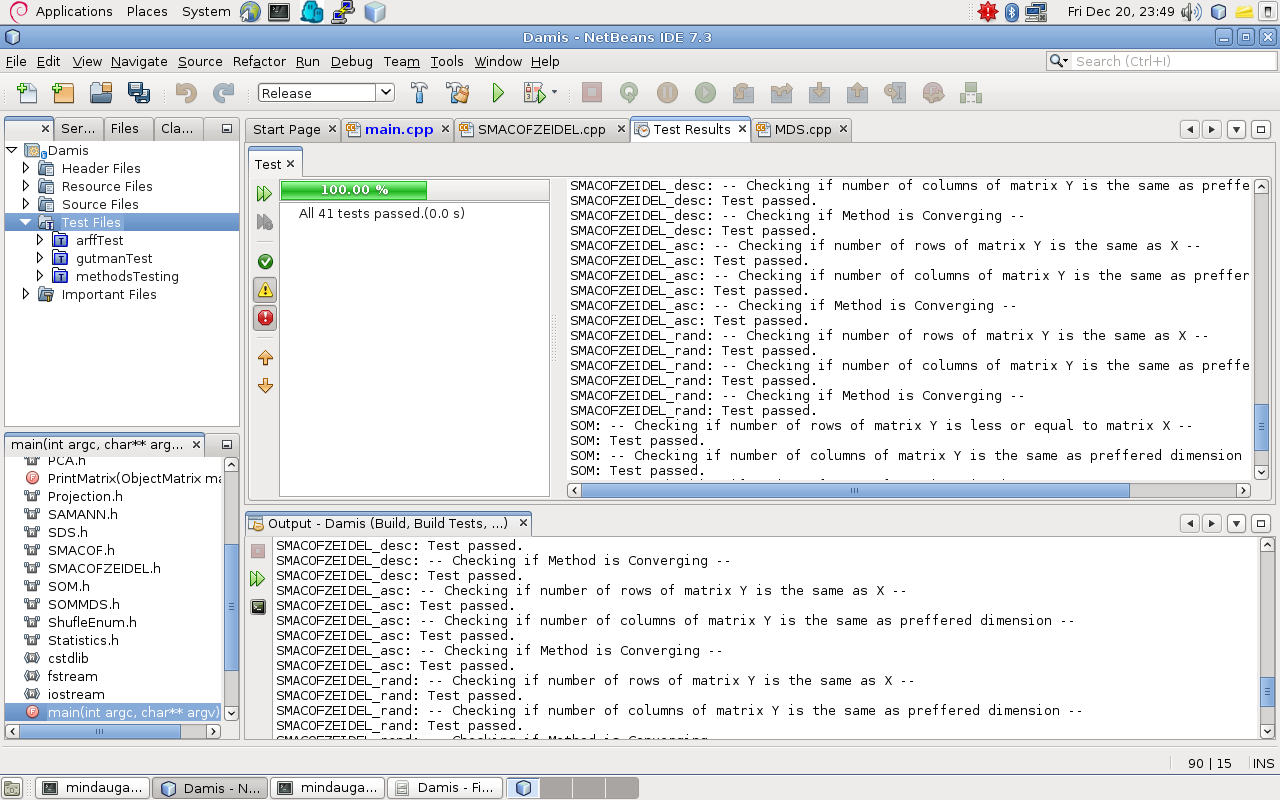 Applications Places System
Fri Dec 20, 23:49
Damis - NetBeans IDE 7.3
File Edit View Navigate Source Refactor Run Debug Team Tools Window Help
Search (Ctrl+I)
Release
Ser... Files Cla...
Damis
Header Files
Resource Files
Source Files
Test Files
arffTest
gutmanTest
methodsTesting
Important Files
Start Page main.cpp SMACOFZEIDEL.cpp Test Results MDS.cpp
Test
100.00 %
All 41 tests passed.(0.0 s)
SMACOFZEIDEL_desc: -- Checking if number of columns of matrix Y is the same as preffe
SMACOFZEIDEL_desc: Test passed.
SMACOFZEIDEL_desc: -- Checking if Method is Converging --
SMACOFZEIDEL_desc: Test passed.
SMACOFZEIDEL_asc: -- Checking if number of rows of matrix Y is the same as X --
SMACOFZEIDEL_asc: Test passed.
SMACOFZEIDEL_asc: -- Checking if number of columns of matrix Y is the same as preffer
SMACOFZEIDEL_asc: Test passed.
SMACOFZEIDEL_asc: -- Checking if Method is Converging --
SMACOFZEIDEL_asc: Test passed.
SMACOFZEIDEL_rand: -- Checking if number of rows of matrix Y is the same as X --
SMACOFZEIDEL_rand: Test passed.
SMACOFZEIDEL_rand: -- Checking if number of columns of matrix Y is the same as preffe
SMACOFZEIDEL_rand: Test passed.
SMACOFZEIDEL_rand: -- Checking if Method is Converging --
SMACOFZEIDEL_rand: Test passed.
SOM: -- Checking if number of rows of matrix Y is less or equal to matrix X --
SOM: Test passed.
SOM: -- Checking if number of columns of matrix Y is the same as preffered dimension
SOM: Test passed.
main(int argc, char** arg...
PCA.h
PrintMatrix(ObjectMatrix ma
Projection.h
SAMANN.h
SDS.h
SMACOF.h
SMACOFZEIDEL.h
SOM.h
SOMMDS.h
ShufleEnum.h
Statistics.h
cstdlib
fstream
iostream
main(int argc, char** argv)
Output - Damis (Build, Build Tests, ...)
SMACOFZEIDEL_desc: Test passed.
SMACOFZEIDEL_desc: -- Checking if Method is Converging --
SMACOFZEIDEL_desc: Test passed.
SMACOFZEIDEL_asc: -- Checking if number of rows of matrix Y is the same as X --
SMACOFZEIDEL_asc: Test passed.
SMACOFZEIDEL_asc: -- Checking if number of columns of matrix Y is the same as preffered dimension --
SMACOFZEIDEL_asc: Test passed.
SMACOFZEIDEL_asc: -- Checking if Method is Converging --
SMACOFZEIDEL_asc: Test passed.
SMACOFZEIDEL_rand: -- Checking if number of rows of matrix Y is the same as X --
SMACOFZEIDEL_rand: Test passed.
SMACOFZEIDEL_rand: -- Checking if number of columns of matrix Y is the same as preffered dimension --
SMACOFZEIDEL_rand: Test passed.
SMACOFZEIDEL_rand: -- Checking if Method is Converging --
90 | 15 INS
mindauga... Damis - N... mindauga... Damis - Fi...